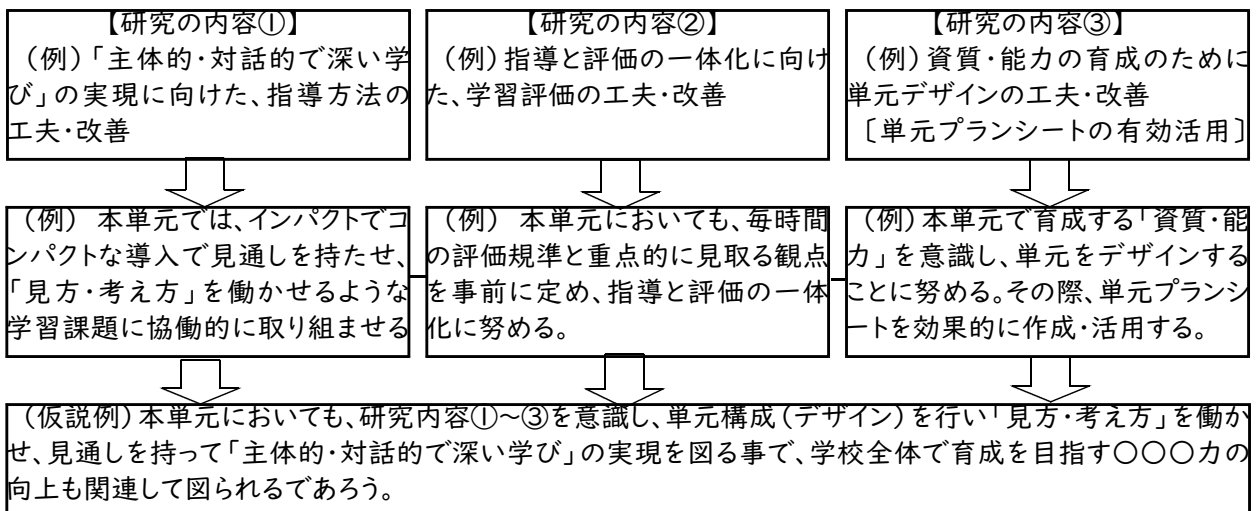 【研究の内容①】
（例）「主体的・対話的で深い学
び」の実現に向けた、指導方法の
工夫・改善
【研究の内容②】
（例）指導と評価の一体化に向け
た、学習評価の工夫・改善
【研究の内容③】
（例）資質・能力の育成のために
単元デザインの工夫・改善
〔単元プランシートの有効活用〕
（例） 本単元では、インパクトでコ
ンパクトな導入で見通しを持たせ、
「見方・考え方」を働かせるような
学習課題に協働的に取り組ませる
（例） 本単元においても、毎時間
の評価規準と重点的に見取る観点
を事前に定め、指導と評価の一体
化に努める。
（例）本単元で育成する「資質・能
力」を意識し、単元をデザインする
ことに努める。その際、単元プランシ
ートを効果的に作成・活用する。
（仮説例）本単元においても、研究内容①～③を意識し、単元構成（デザイン）を行い「見方・考え方」を働か
せ、見通しを持って「主体的・対話的で深い学び」の実現を図る事で、学校全体で育成を目指す〇〇〇力の
向上も関連して図られるであろう。